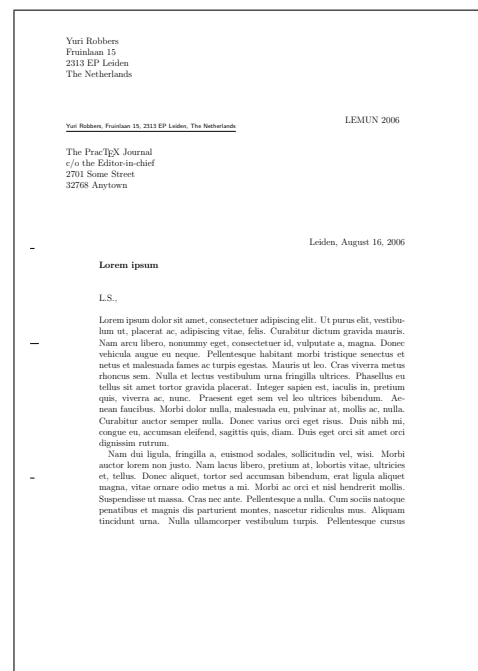 Yuri Robbers
Fruinlaan 15
2313 EP Leiden
The Netherlands
LEMUN 2006
Yuri Robbers, Fruinlaan 15, 2313 EP Leiden, The Netherlands
The PracTEX Journal
c/o the Editor-in-chief
2701 Some Street
32768 Anytown
Leiden, August 16, 2006
Lorem ipsum
L.S.,
Lorem ipsum dolor sit amet, consectetuer adipiscing elit. Ut purus elit, vestibu-
lum ut, placerat ac, adipiscing vitae, felis. Curabitur dictum gravida mauris.
Nam arcu libero, nonummy eget, consectetuer id, vulputate a, magna. Donec
vehicula augue eu neque. Pellentesque habitant morbi tristique senectus et
netus et malesuada fames ac turpis egestas. Mauris ut leo. Cras viverra metus
rhoncus sem. Nulla et lectus vestibulum urna fringilla ultrices. Phasellus eu
tellus sit amet tortor gravida placerat. Integer sapien est, iaculis in, pretium
quis, viverra ac, nunc. Praesent eget sem vel leo ultrices bibendum. Ae-
nean faucibus. Morbi dolor nulla, malesuada eu, pulvinar at, mollis ac, nulla.
Curabitur auctor semper nulla. Donec varius orci eget risus. Duis nibh mi,
congue eu, accumsan eleifend, sagittis quis, diam. Duis eget orci sit amet orci
dignissim rutrum.
Nam dui ligula, fringilla a, euismod sodales, sollicitudin vel, wisi. Morbi
auctor lorem non justo. Nam lacus libero, pretium at, lobortis vitae, ultricies
et, tellus. Donec aliquet, tortor sed accumsan bibendum, erat ligula aliquet
magna, vitae ornare odio metus a mi. Morbi ac orci et nisl hendrerit mollis.
Suspendisse ut massa. Cras nec ante. Pellentesque a nulla. Cum sociis natoque
penatibus et magnis dis parturient montes, nascetur ridiculus mus. Aliquam
tincidunt urna. Nulla ullamcorper vestibulum turpis. Pellentesque cursus